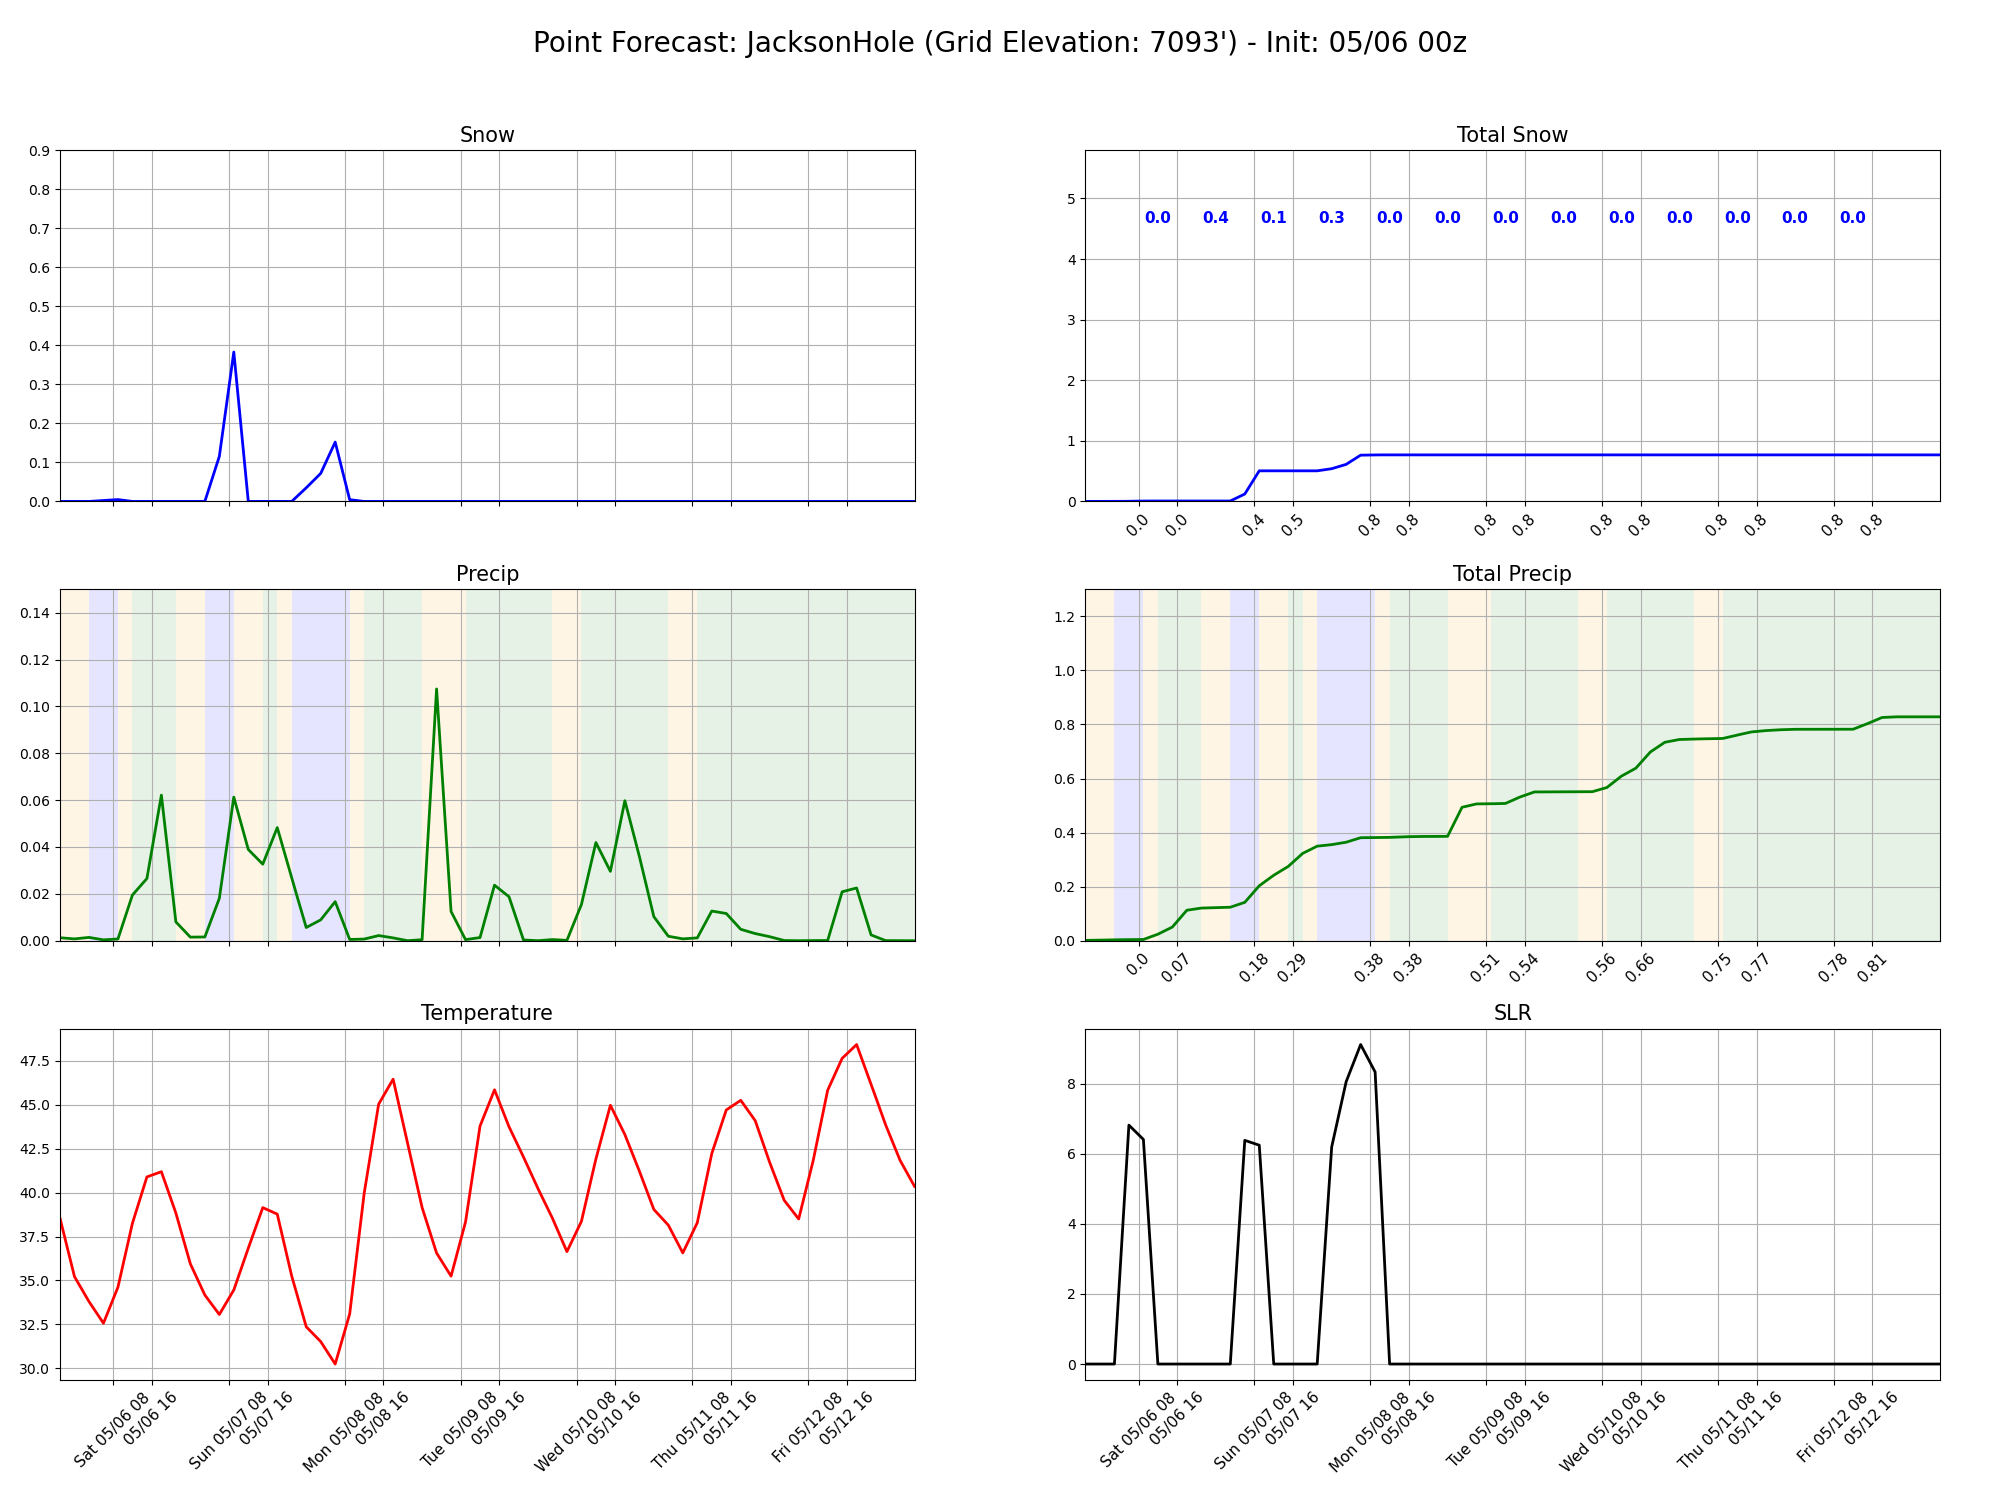 Point Forecast: JacksonHole (Grid Elevation: 7093') - Init: 05/06 00z
Snow
0.9
0.8
0.7
0.6
0.5
0.4
0.3
0.2
0.1
0.0
Total Snow
5
4
3
2
1
0
0.0 0.4 0.1 0.3 0.0 0.0 0.0 0.0 0.0 0.0 0.0 0.0 0.0
0.0 0.0 0.4 0.5 0.8 0.8 0.8 0.8 0.8 0.8 0.8 0.8 0.8 0.8
Precip
0.14
0.12
0.10
0.08
0.06
0.04
0.02
0.00
Total Precip
1.2
1.0
0.8
0.6
0.4
0.2
0.0
0.0 0.07 0.18 0.29 0.38 0.38 0.51 0.54 0.56 0.66 0.75 0.77 0.78 0.81
Temperature
47.5
45.0
42.5
40.0
37.5
35.0
32.5
30.0
Sat 05/06 08
05/06 16
Sun 05/07 08
05/07 16
Mon 05/08 08
05/08 16
Tue 05/09 08
05/09 16
Wed 05/10 08
05/10 16
Thu 05/11 08
05/11 16
Fri 05/12 08
05/12 16
SLR
8
6
4
2
0
Sat 05/06 08
05/06 16
Sun 05/07 08
05/07 16
Mon 05/08 08
05/08 16
Tue 05/09 08
05/09 16
Wed 05/10 08
05/10 16
Thu 05/11 08
05/11 16
Fri 05/12 08
05/12 16